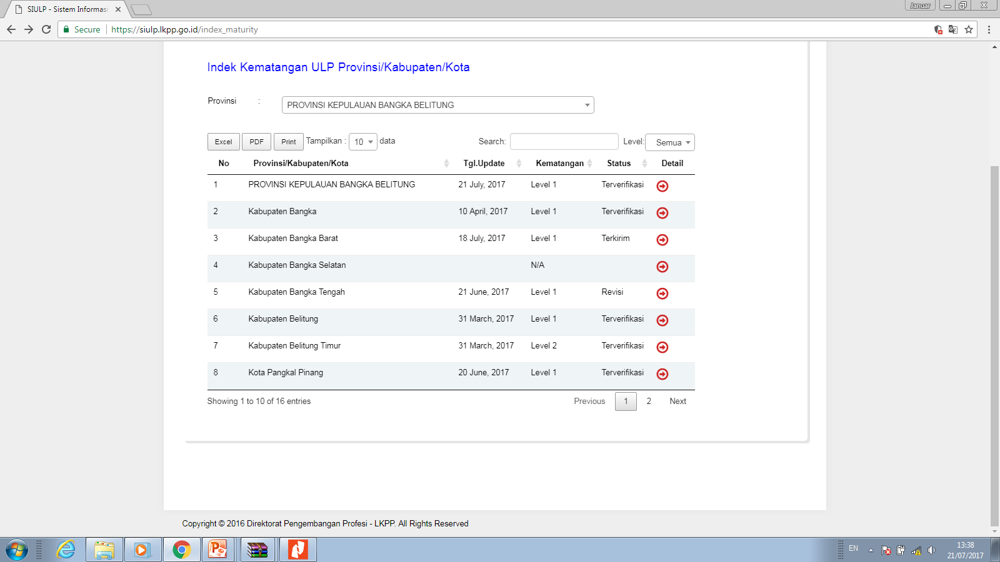 SIULP - Sistem Informasi
Januar
Secure
https://siulp.lkpp.go.id/index_maturity
Indek Kematangan ULP Provinsi/Kabupaten/Kota
Provinsi : PROVINSI KEPULAUAN BANGKA BELITUNG
Excel PDF Print Tampilkan : 10 data Search: Level: Semua
No Provinsi/Kabupaten/Kota Tgl.Update Kematangan Status Detail
1 PROVINSI KEPULAUAN BANGKA BELITUNG 21 July, 2017 Level 1 Terverifikasi
2 Kabupaten Bangka 10 April, 2017 Level 1 Terverifikasi
3 Kabupaten Bangka Barat 18 July, 2017 Level 1 Terkirim
4 Kabupaten Bangka Selatan N/A
5 Kabupaten Bangka Tengah 21 June, 2017 Level 1 Revisi
6 Kabupaten Belitung 31 March, 2017 Level 1 Terverifikasi
7 Kabupaten Belitung Timur 31 March, 2017 Level 2 Terverifikasi
8 Kota Pangkal Pinang 20 June, 2017 Level 1 Terverifikasi
Showing 1 to 10 of 16 entries Previous 1 2 Next
Copyright © 2016 Direktorat Pengembangan Profesi - LKPP. All Rights Reserved
EN
13:38
21/07/2017